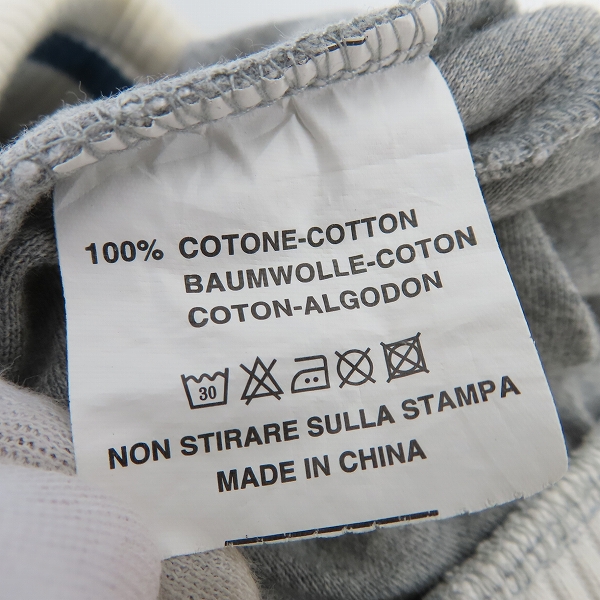 100% COTONE-COTTON
BAUMWOLLE-COTON
COTON-ALGODON
30
NON STIRARE SULLA STAMPA
MADE IN CHINA